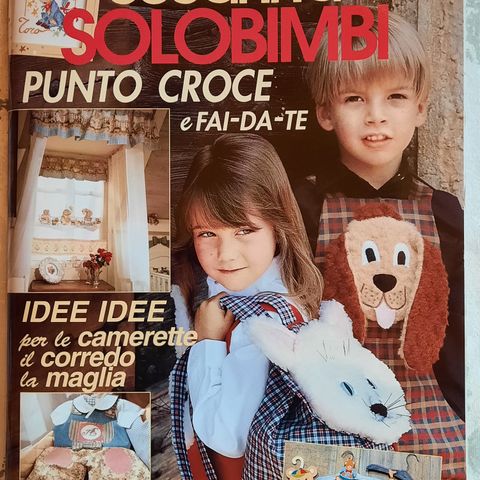 SOLOBIMBI
PUNTO CROCE
e FAI-DA-TE
IDEE IDEE
per le camerette
il corredo
la maglia